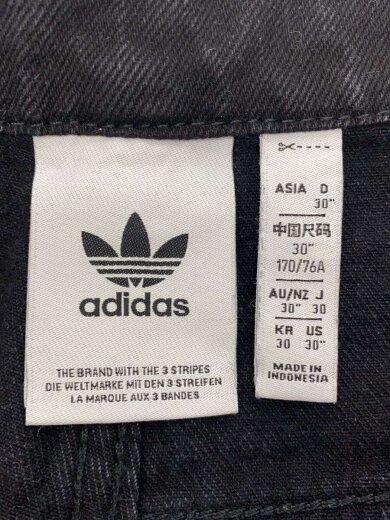 adidas
THE BRAND WITH THE 3 STRIPES
DIE WELTMARKE MIT DEN 3 STREIFEN
LA MARQUE AUX 3 BANDES
ASIA D
30"
中国尺码
30"
170/76A
AU/NZ J
30" 30
KR US
30 30"
MADE IN
INDONESIA